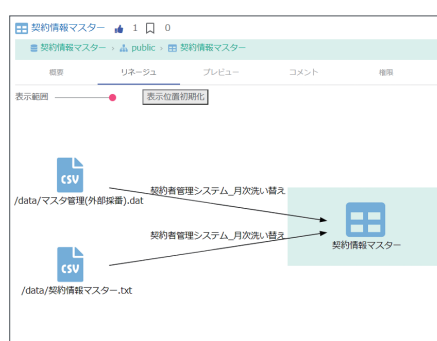 契約情報マスター 1 0
契約情報マスター › public › 契約情報マスター
概要 リネージュ プレビュー コメント 権限
表示範囲 表示位置初期化
CSV
/data/マスタ管理(外部採番).dat
契約者管理システム_月次洗い替え
契約者管理システム_月次洗い替え
契約情報マスター
CSV
/data/契約情報マスター.txt